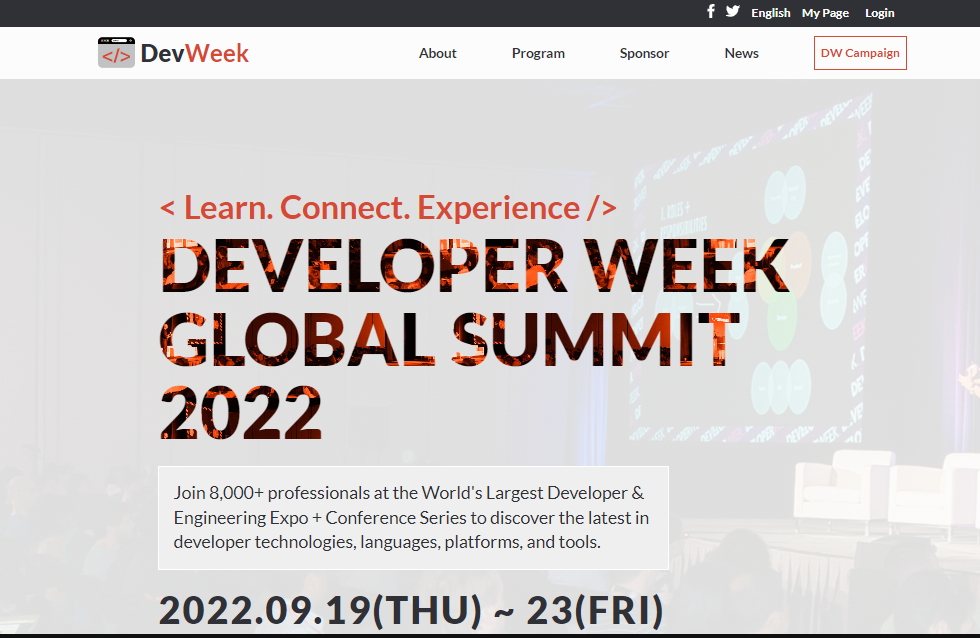 English My Page Login
DevWeek
About Program Sponsor News DW Campaign
< Learn. Connect. Experience />
DEVELOPER WEEK
GLOBAL SUMMIT
2022
Join 8,000+ professionals at the World's Largest Developer &
Engineering Expo + Conference Series to discover the latest in
developer technologies, languages, platforms, and tools.
2022.09.19(THU) ~ 23(FRI)